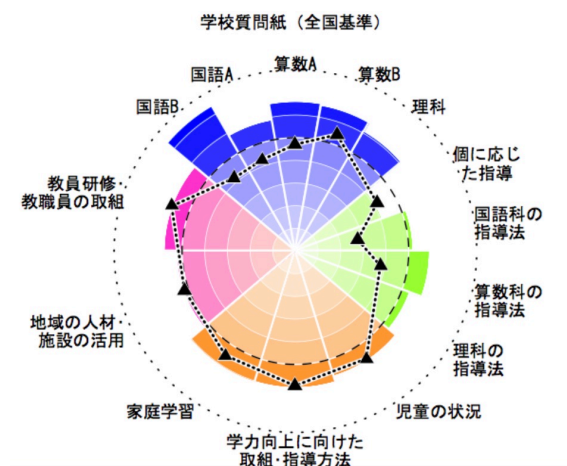 学校質問紙（全国基準）
算数A
算数B
理科
個に応じ
た指導
国語科の
指導法
算数科の
指導法
理科の
指導法
児童の状況
学力向上に向けた
取組・指導方法
家庭学習
地域の人材・
施設の活用
教員研修・
教職員の取組
国語B
国語A